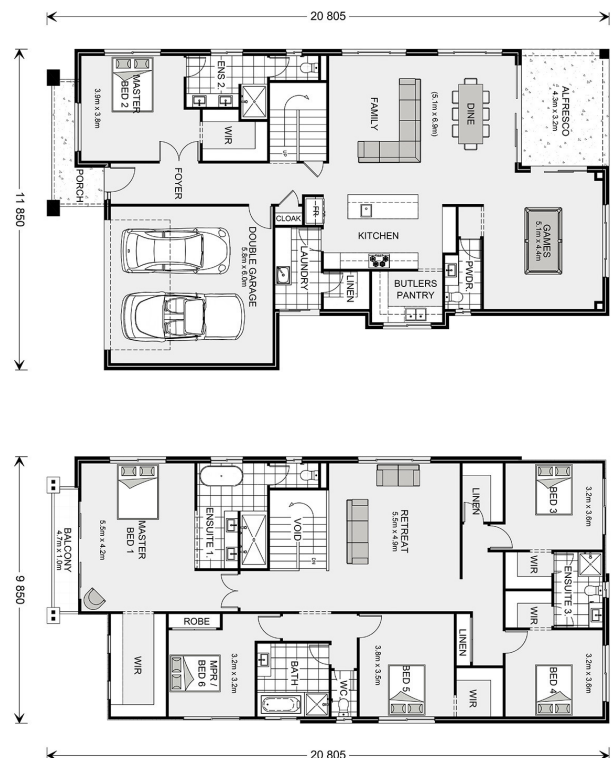 20 805
11 850
MASTER
BED 2
3.9m x 3.8m
ENS 2.
WIR
UP
FAMILY
(5.1m x 6.9m)
DINE
ALFRESCO
4.3m x 3.2m
PORCH
FOYER
CLOAK
FR
KITCHEN
GAMES
5.1m x 4.4m
DOUBLE GARAGE
5.8m x 6.0m
LAUNDRY
LINEN
BUTLERS
PANTRY
PWDR.
9 850
BALCONY
4.7m x 1.0m
MASTER
BED 1
5.5m x 4.2m
ENSUITE 1.
VOID
DN
RETREAT
5.5m x 4.9m
LINEN
BED 3
3.2m x 3.6m
WIR
ENSUITE 3.
WIR
ROBE
WIR
MPR /
BED 6
3.2m x 3.2m
BATH
WC
BED 5
3.8m x 3.5m
LINEN
WIR
BED 4
3.2m x 3.6m
20 805